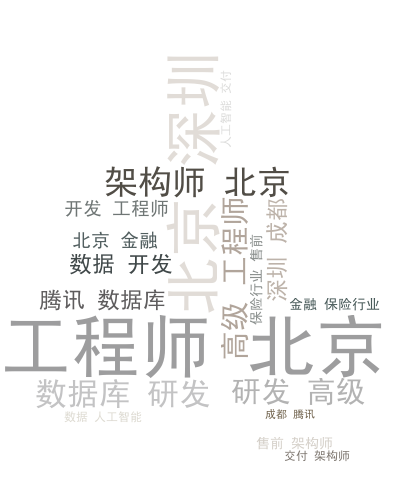 北京 深圳
人工智能 交付
架构师 北京
开发 工程师
高级 工程师
深圳 成都
北京 金融
保险行业 售前
数据 开发
腾讯 数据库
金融 保险行业
工程师 北京
数据库 研发
研发 高级
数据 人工智能
成都 腾讯
售前 架构师
交付 架构师